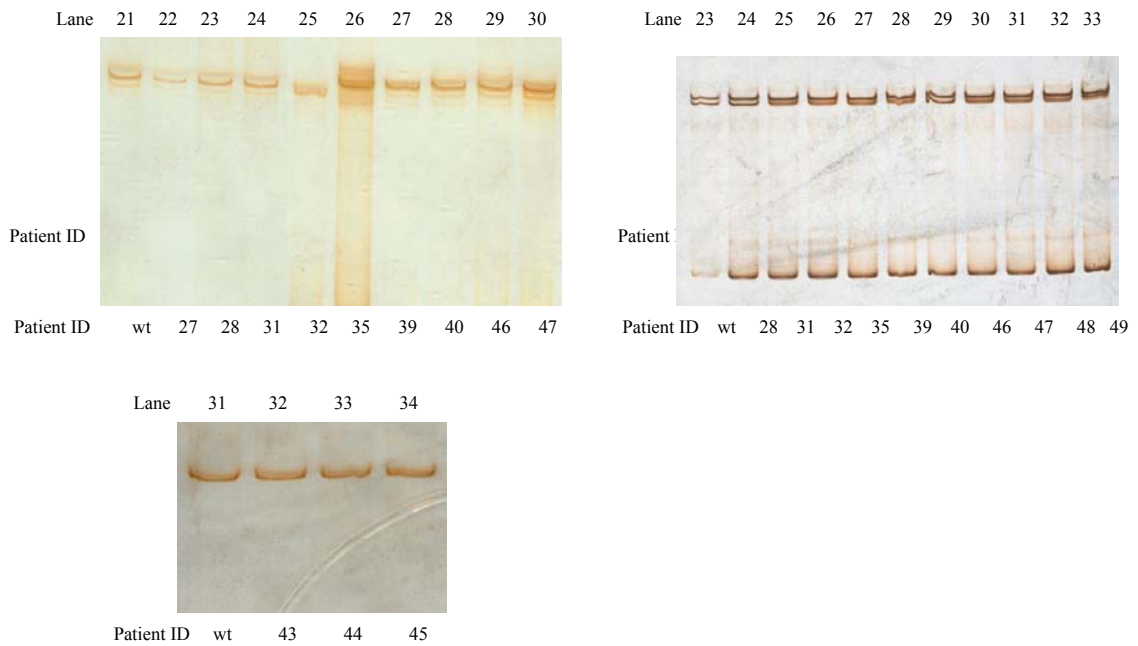 Lane 21 22 23 24 25 26 27 28 29 30
Patient ID
Patient ID wt 27 28 31 32 35 39 40 46 47
Lane 23 24 25 26 27 28 29 30 31 32 33
Patient
Patient ID wt 28 31 32 35 39 40 46 47 48 49
Lane 31 32 33 34
Patient ID wt 43 44 45